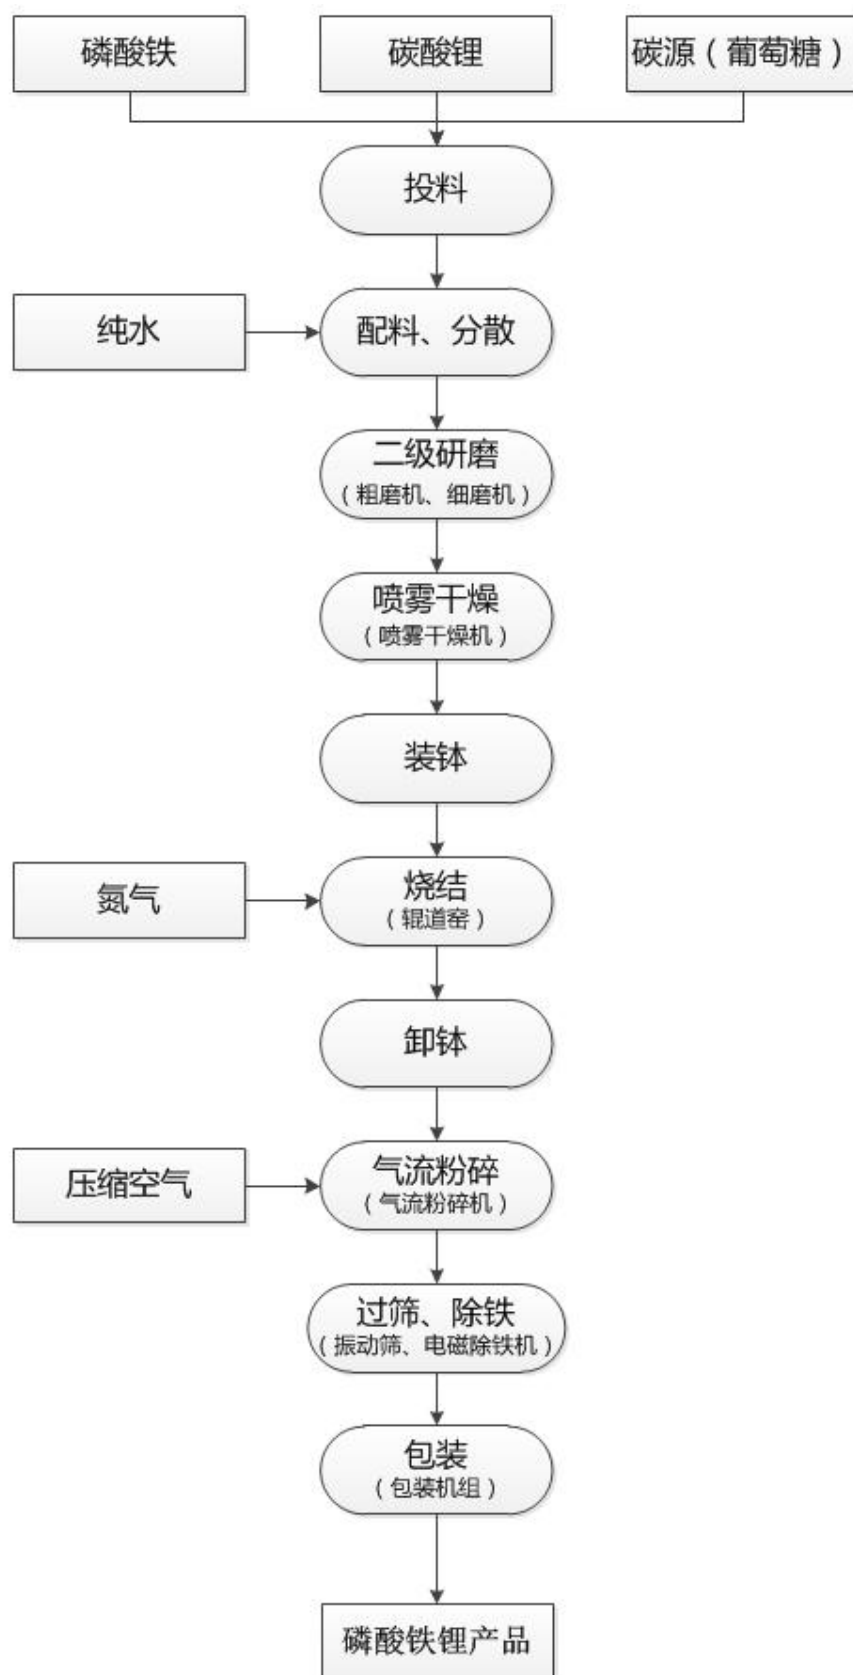 磷酸铁
碳酸锂
碳源（葡萄糖）
投料
纯水
配料、分散
二级研磨
（粗磨机、细磨机）
喷雾干燥
（喷雾干燥机）
装钵
氮气
烧结
（辊道窑）
卸钵
压缩空气
气流粉碎
（气流粉碎机）
过筛、除铁
（振动筛、电磁除铁机）
包装
（包装机组）
磷酸铁锂产品